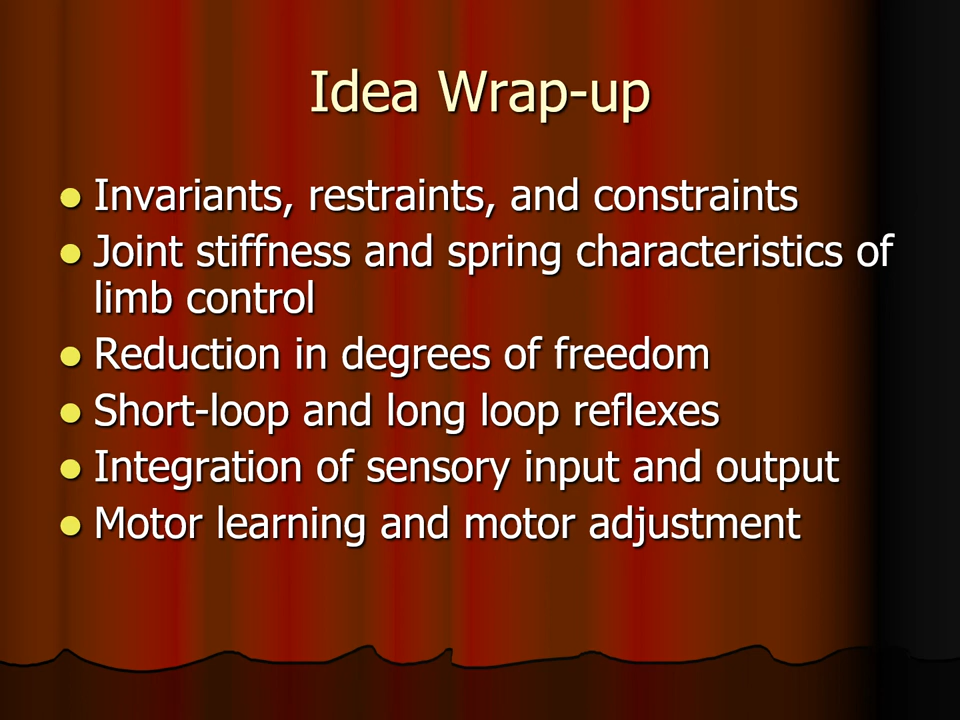 Idea Wrap-up
Invariants, restraints, and constraints
Joint stiffness and spring characteristics of
limb control
Reduction in degrees of freedom
Short-loop and long loop reflexes
Integration of sensory input and output
Motor learning and motor adjustment